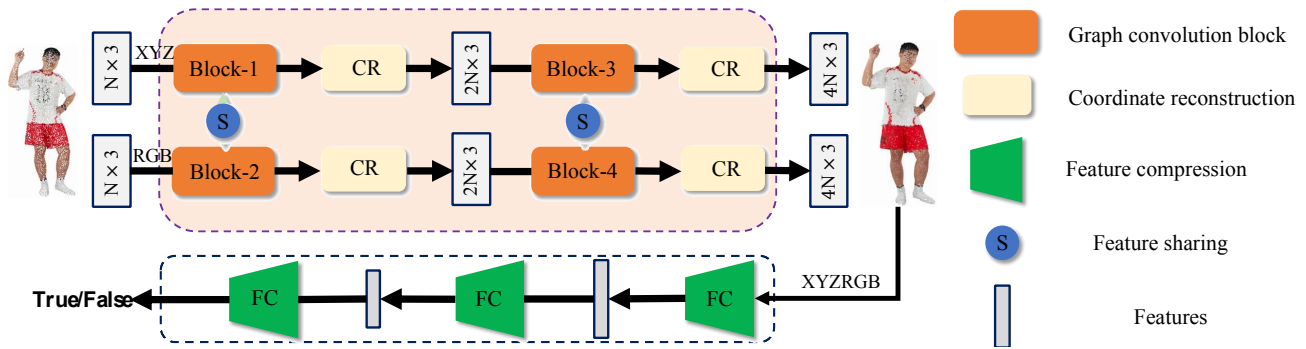 N × 3
XYZ
Block-1
CR
2N × 3
Block-3
CR
4N × 3
S
S
N × 3
RGB
Block-2
CR
2N × 3
Block-4
CR
4N × 3
True/False
FC
FC
FC
XYZRGB
Graph convolution block
Coordinate reconstruction
Feature compression
S
Feature sharing
Features